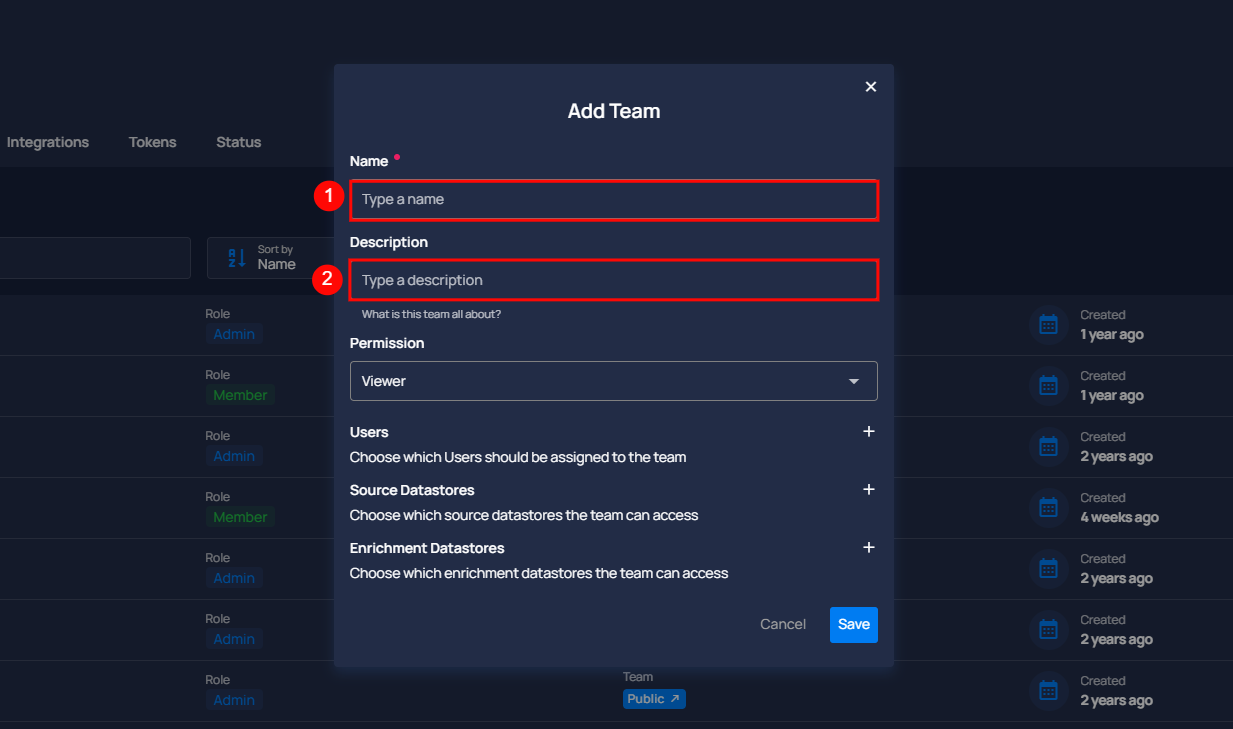 Add Team
Integrations Tokens Status
Name
1
Type a name
Description
2
Type a description
What is this team all about?
Permission
Viewer
Users
Choose which Users should be assigned to the team
Source Datastores
Choose which source datastores the team can access
Enrichment Datastores
Choose which enrichment datastores the team can access
Cancel Save
Sort by
Name
Role
Admin
Created
1 year ago
Role
Member
Created
1 year ago
Role
Admin
Created
2 years ago
Role
Member
Created
4 weeks ago
Role
Admin
Created
2 years ago
Role
Admin
Created
2 years ago
Role
Admin
Team
Public
Created
2 years ago